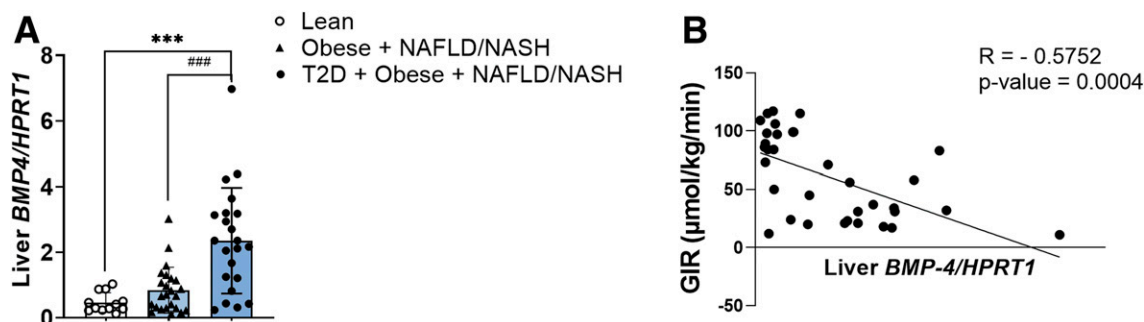 A
Lean
Obese + NAFLD/NASH
T2D + Obese + NAFLD/NASH
***
###
Liver BMP4/HPRT1
8
6
4
2
0
B
R = - 0.5752
p-value = 0.0004
GIR (µmol/kg/min)
150
100
50
0
-50
Liver BMP-4/HPRT1